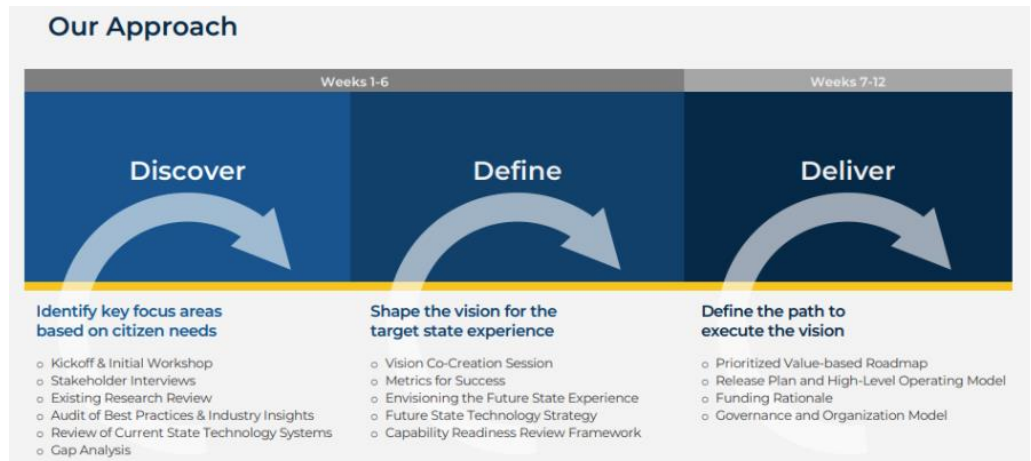 Our Approach
Weeks 1-6
Weeks 7-12
Discover
Define
Deliver
Identify key focus areas
based on citizen needs
o Kickoff & Initial Workshop
o Stakeholder Interviews
o Existing Research Review
o Audit of Best Practices & Industry Insights
o Review of Current State Technology Systems
o Gap Analysis
Shape the vision for the
target state experience
o Vision Co-Creation Session
o Metrics for Success
o Envisioning the Future State Experience
o Future State Technology Strategy
o Capability Readiness Review Framework
Define the path to
execute the vision
o Prioritized Value-based Roadmap
o Release Plan and High-Level Operating Model
o Funding Rationale
o Governance and Organization Model